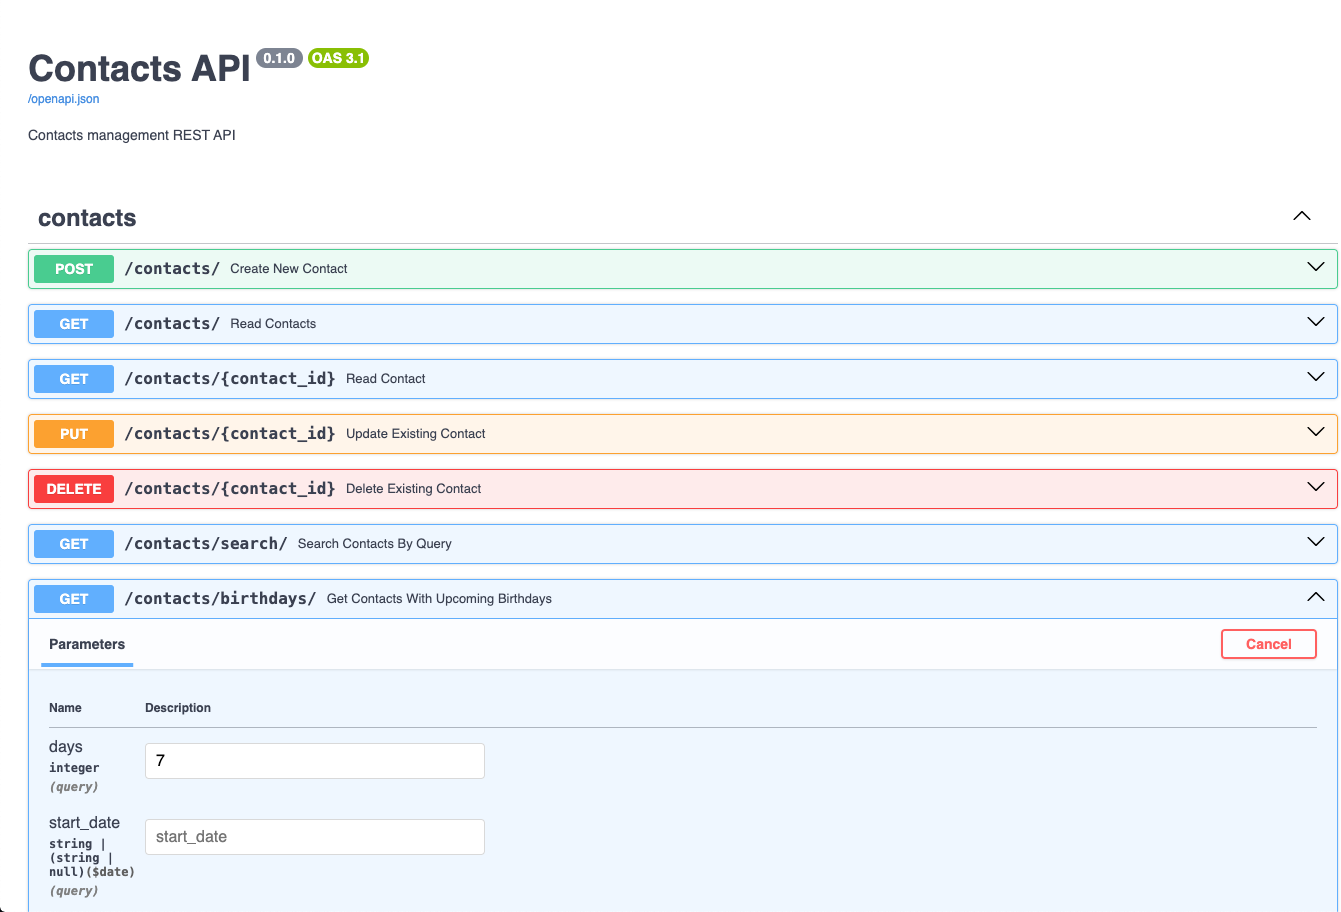 Contacts API 0.1.0 OAS 3.1
/openapi.json
Contacts management REST API
contacts
POST /contacts/ Create New Contact
GET /contacts/ Read Contacts
GET /contacts/{contact_id} Read Contact
PUT /contacts/{contact_id} Update Existing Contact
DELETE /contacts/{contact_id} Delete Existing Contact
GET /contacts/search/ Search Contacts By Query
GET /contacts/birthdays/ Get Contacts With Upcoming Birthdays
Parameters Cancel
Name Description
days
integer
(query)
7
start_date
string |
(string |
null)($date)
(query)
start_date